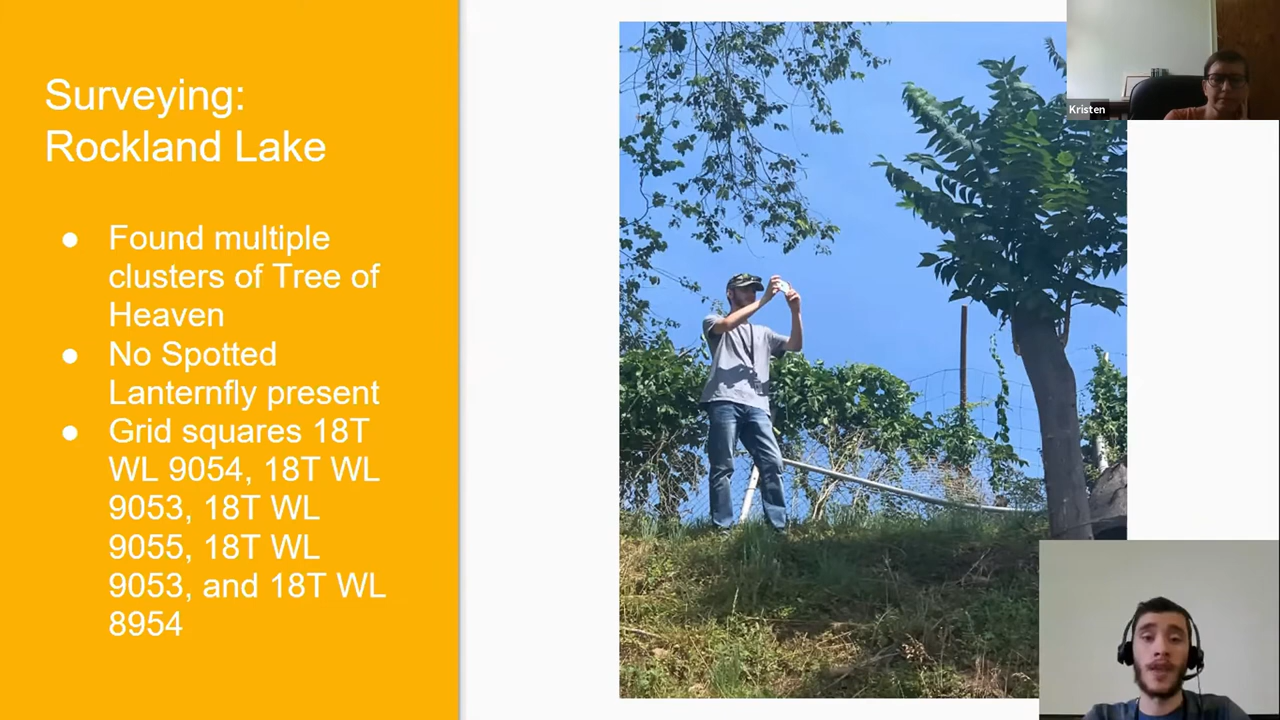 Surveying:
Rockland Lake
● Found multiple
clusters of Tree of
Heaven
● No Spotted
Lanternfly present
● Grid squares 18T
WL 9054, 18T WL
9053, 18T WL
9055, 18T WL
9053, and 18T WL
8954
Kristen